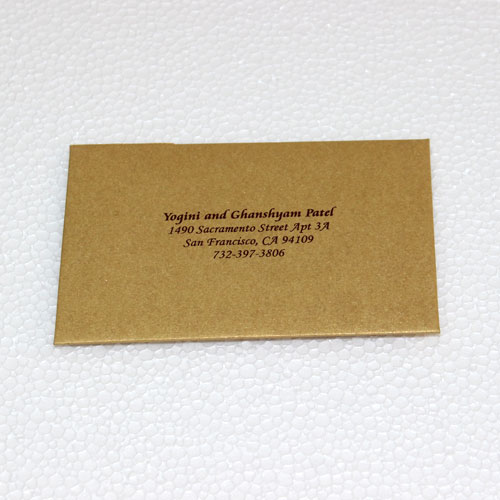 Yogini and Ghanshyam Patel
1490 Sacramento Street Apt 3A
San Francisco, CA 94109
732-397-3806